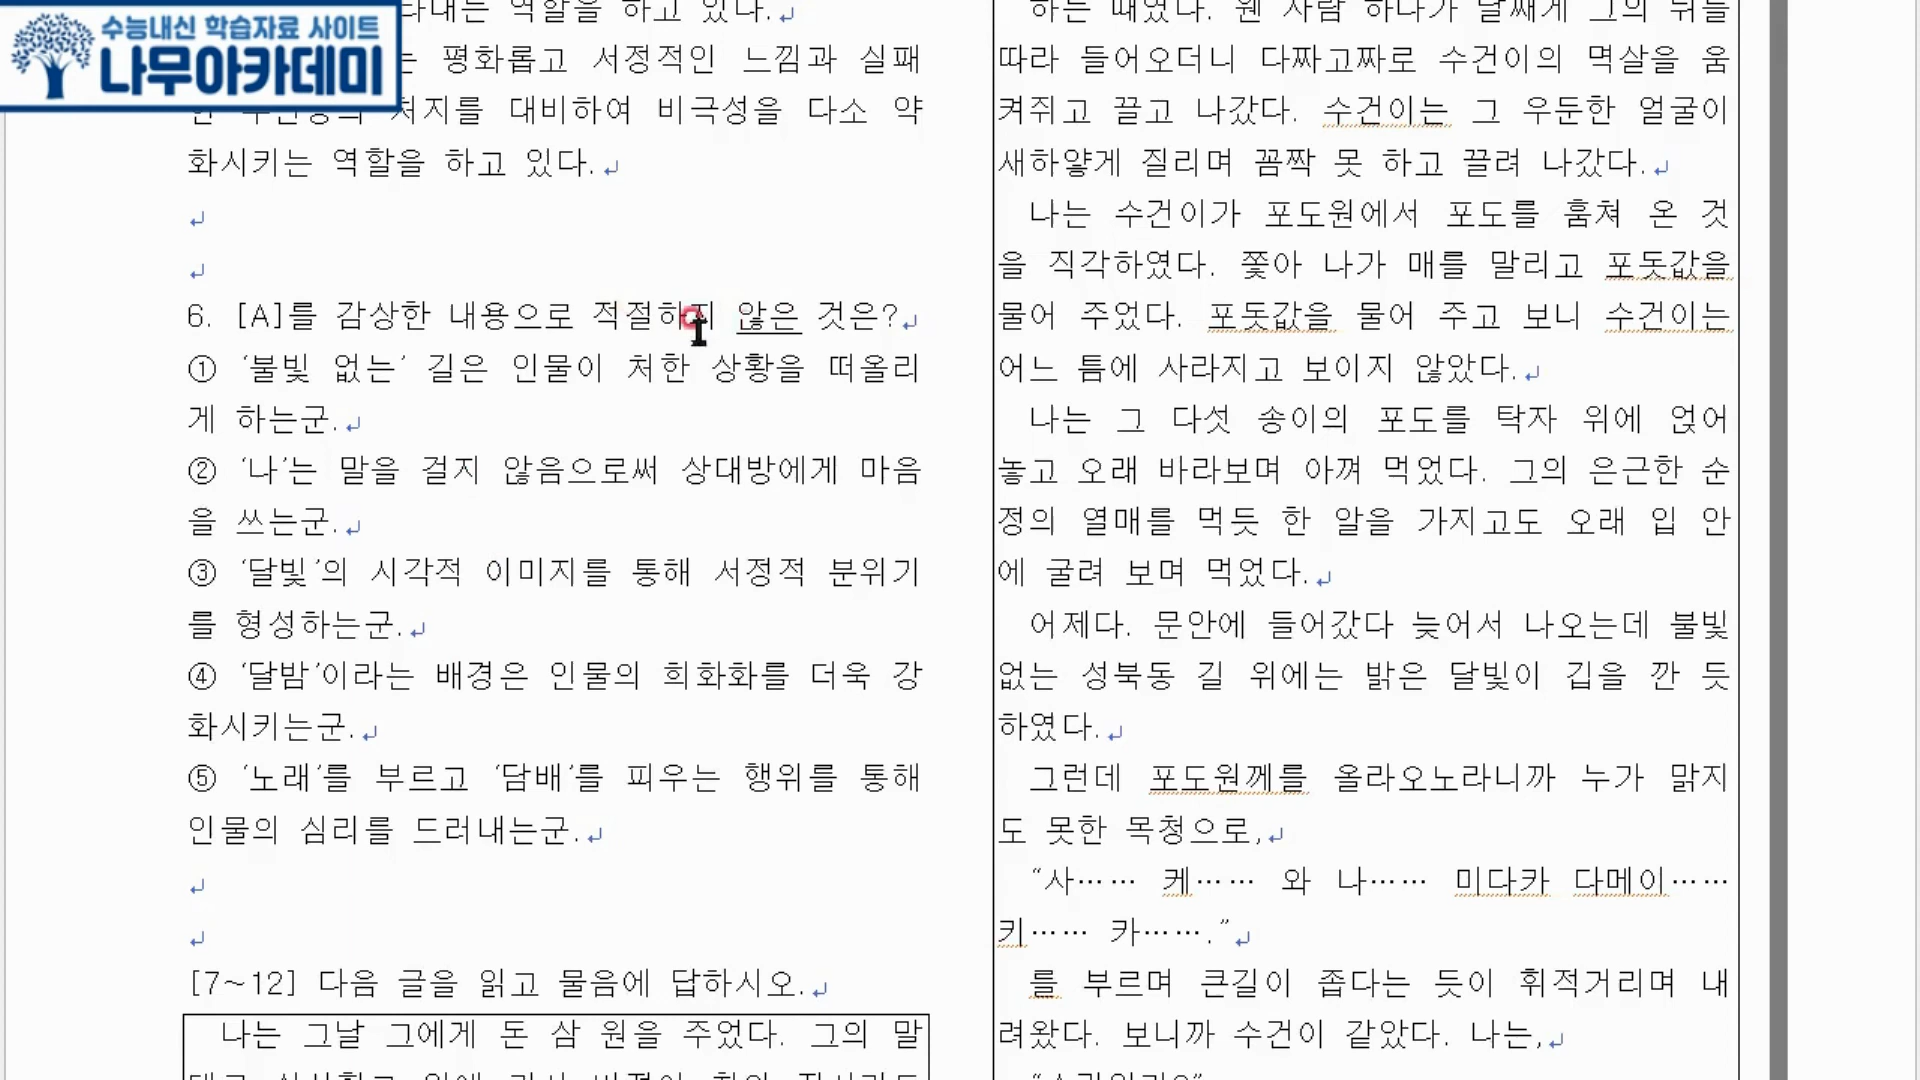 수능내신 학습자료 사이트
나무아카데미
타내는 역할을 하고 있다.
는 평화롭고 서정적인 느낌과 실패
처지를 대비하여 비극성을 다소 약
화시키는 역할을 하고 있다.
6. [A]를 감상한 내용으로 적절하지 않은 것은?
① ‘불빛 없는’ 길은 인물이 처한 상황을 떠올리
게 하는군.
② ‘나’는 말을 걸지 않음으로써 상대방에게 마음
을 쓰는군.
③ ‘달빛’의 시각적 이미지를 통해 서정적 분위기
를 형성하는군.
④ ‘달밤’이라는 배경은 인물의 희화화를 더욱 강
화시키는군.
⑤ ‘노래’를 부르고 ‘담배’를 피우는 행위를 통해
인물의 심리를 드러내는군.
[7~12] 다음 글을 읽고 물음에 답하시오.
나는 그날 그에게 돈 삼 원을 주었다. 그의 말
하는 때였다. 웬 사람 하나가 날쌔게 그의 뒤를
따라 들어오더니 다짜고짜로 수건이의 멱살을 움
켜쥐고 끌고 나갔다. 수건이는 그 우둔한 얼굴이
새하얗게 질리며 꼼짝 못 하고 끌려 나갔다.
나는 수건이가 포도원에서 포도를 훔쳐 온 것
을 직각하였다. 쫓아 나가 매를 말리고 포돗값을
물어 주었다. 포돗값을 물어 주고 보니 수건이는
어느 틈에 사라지고 보이지 않았다.
나는 그 다섯 송이의 포도를 탁자 위에 얹어
놓고 오래 바라보며 아껴 먹었다. 그의 은근한 순
정의 열매를 먹듯 한 알을 가지고도 오래 입 안
에 굴려 보며 먹었다.
어제다. 문안에 들어갔다 늦어서 나오는데 불빛
없는 성북동 길 위에는 밝은 달빛이 깁을 깐 듯
하였다.
그런데 포도원께를 올라오노라니까 누가 맑지
도 못한 목청으로,
“사…… 케…… 와 나…… 미다카 다메이……
키…… 카…….”
를 부르며 큰길이 좁다는 듯이 휘적거리며 내
려왔다. 보니까 수건이 같았다. 나는,